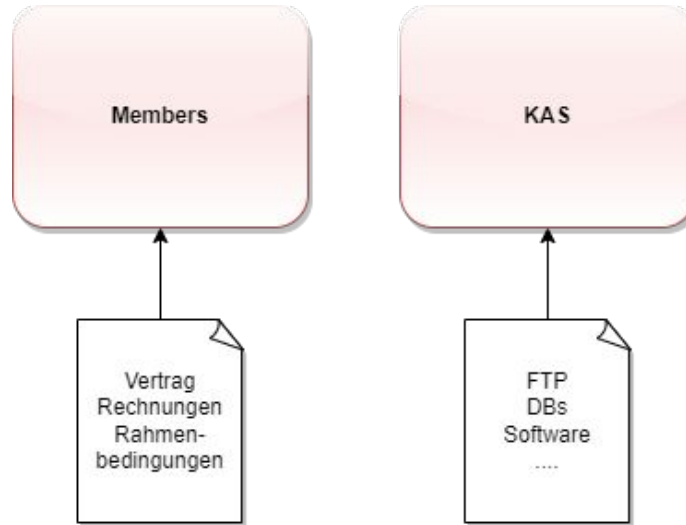 Members
KAS
Vertrag
Rechnungen
Rahmen-
bedingungen
FTP
DBs
Software
....